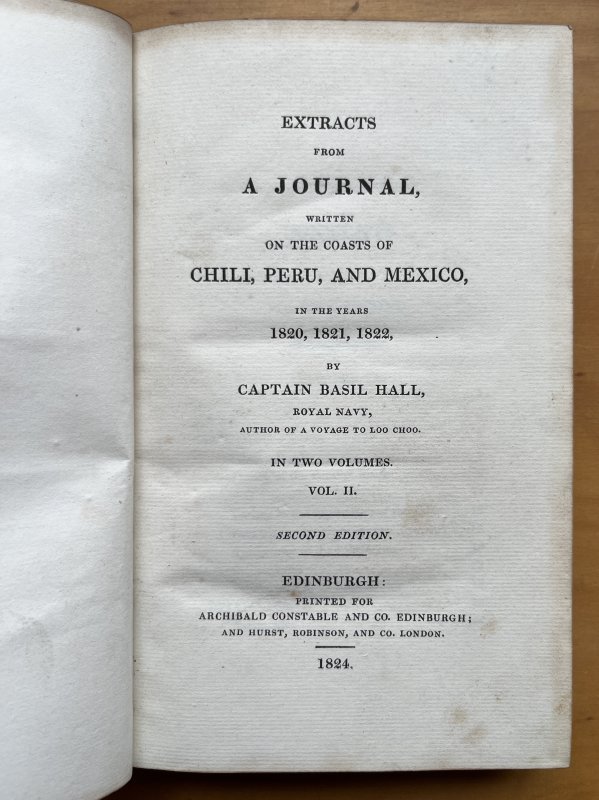 EXTRACTS
FROM
A JOURNAL,
WRITTEN
ON THE COASTS OF
CHILI, PERU, AND MEXICO,
IN THE YEARS
1820, 1821, 1822,
BY
CAPTAIN BASIL HALL,
ROYAL NAVY,
AUTHOR OF A VOYAGE TO LOO CHOO.
IN TWO VOLUMES.
VOL. II.
SECOND EDITION.
EDINBURGH:
PRINTED FOR
ARCHIBALD CONSTABLE AND CO. EDINBURGH;
AND HURST, ROBINSON, AND CO. LONDON.
1824.